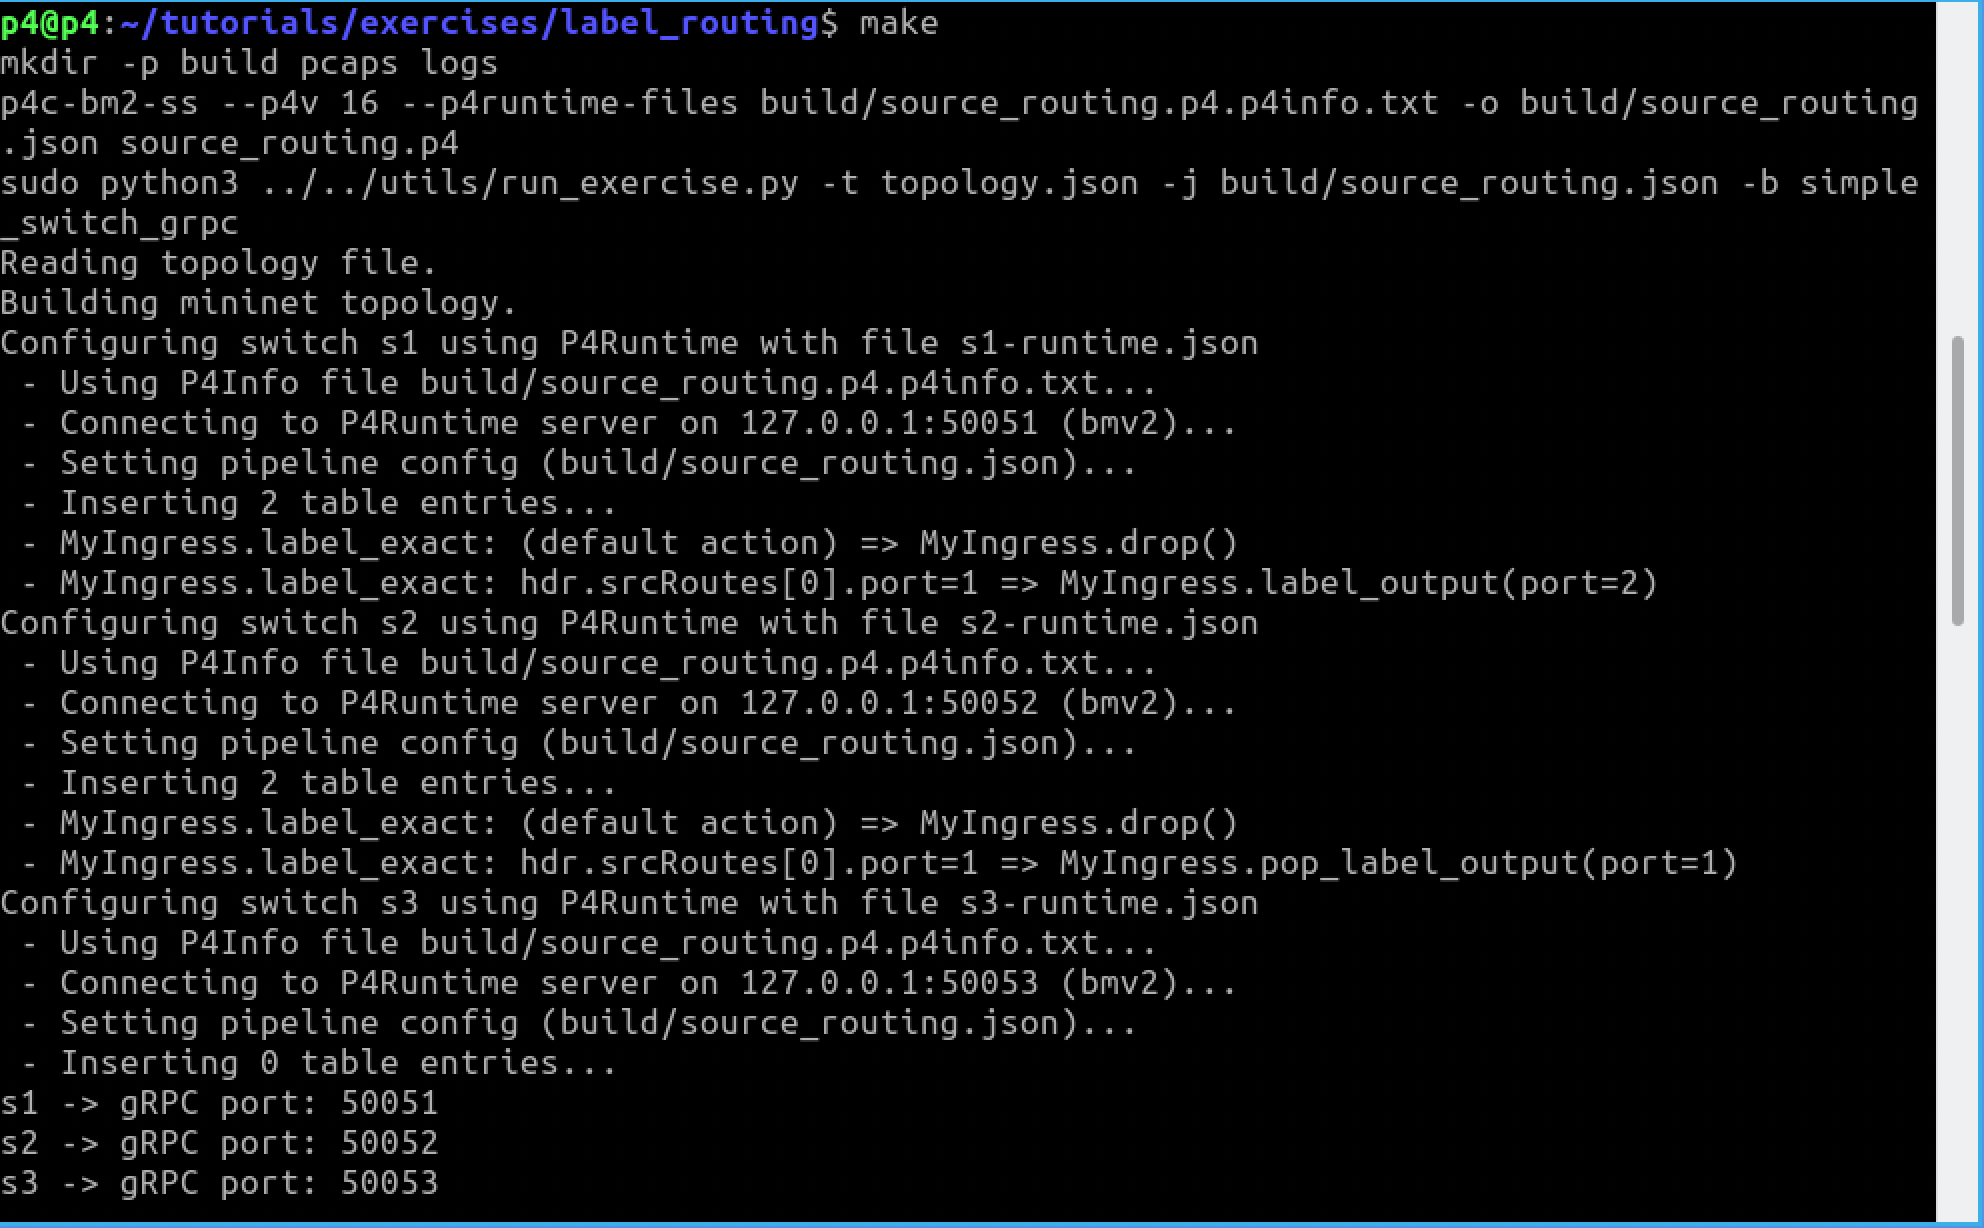 p4@p4:~/tutorials/exercises/label_routing$ make
mkdir -p build pcaps logs
p4c-bm2-ss --p4v 16 --p4runtime-files build/source_routing.p4.p4info.txt -o build/source_routing
.json source_routing.p4
sudo python3 ../../utils/run_exercise.py -t topology.json -j build/source_routing.json -b simple
_switch_grpc
Reading topology file.
Building mininet topology.
Configuring switch s1 using P4Runtime with file s1-runtime.json
 - Using P4Info file build/source_routing.p4.p4info.txt...
 - Connecting to P4Runtime server on 127.0.0.1:50051 (bmv2)...
 - Setting pipeline config (build/source_routing.json)...
 - Inserting 2 table entries...
 - MyIngress.label_exact: (default action) => MyIngress.drop()
 - MyIngress.label_exact: hdr.srcRoutes[0].port=1 => MyIngress.label_output(port=2)
Configuring switch s2 using P4Runtime with file s2-runtime.json
 - Using P4Info file build/source_routing.p4.p4info.txt...
 - Connecting to P4Runtime server on 127.0.0.1:50052 (bmv2)...
 - Setting pipeline config (build/source_routing.json)...
 - Inserting 2 table entries...
 - MyIngress.label_exact: (default action) => MyIngress.drop()
 - MyIngress.label_exact: hdr.srcRoutes[0].port=1 => MyIngress.pop_label_output(port=1)
Configuring switch s3 using P4Runtime with file s3-runtime.json
 - Using P4Info file build/source_routing.p4.p4info.txt...
 - Connecting to P4Runtime server on 127.0.0.1:50053 (bmv2)...
 - Setting pipeline config (build/source_routing.json)...
 - Inserting 0 table entries...
s1 -> gRPC port: 50051
s2 -> gRPC port: 50052
s3 -> gRPC port: 50053